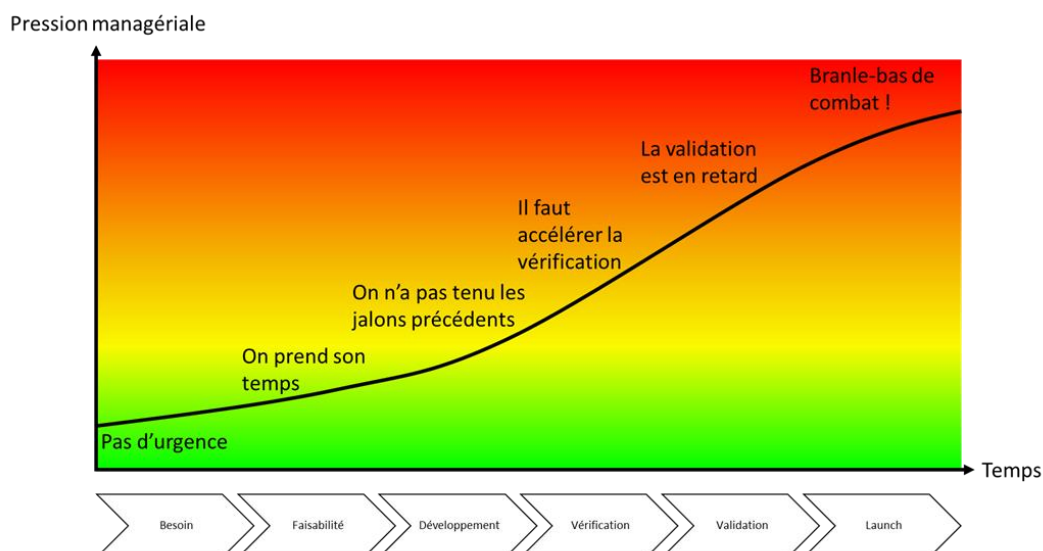 Pression managériale
Branle-bas de
combat !
La validation
est en retard
Il faut
accélérer la
vérification
On n'a pas tenu les
jalons précédents
On prend son
temps
Pas d'urgence
Temps
Besoin
Faisabilité
Développement
Vérification
Validation
Launch